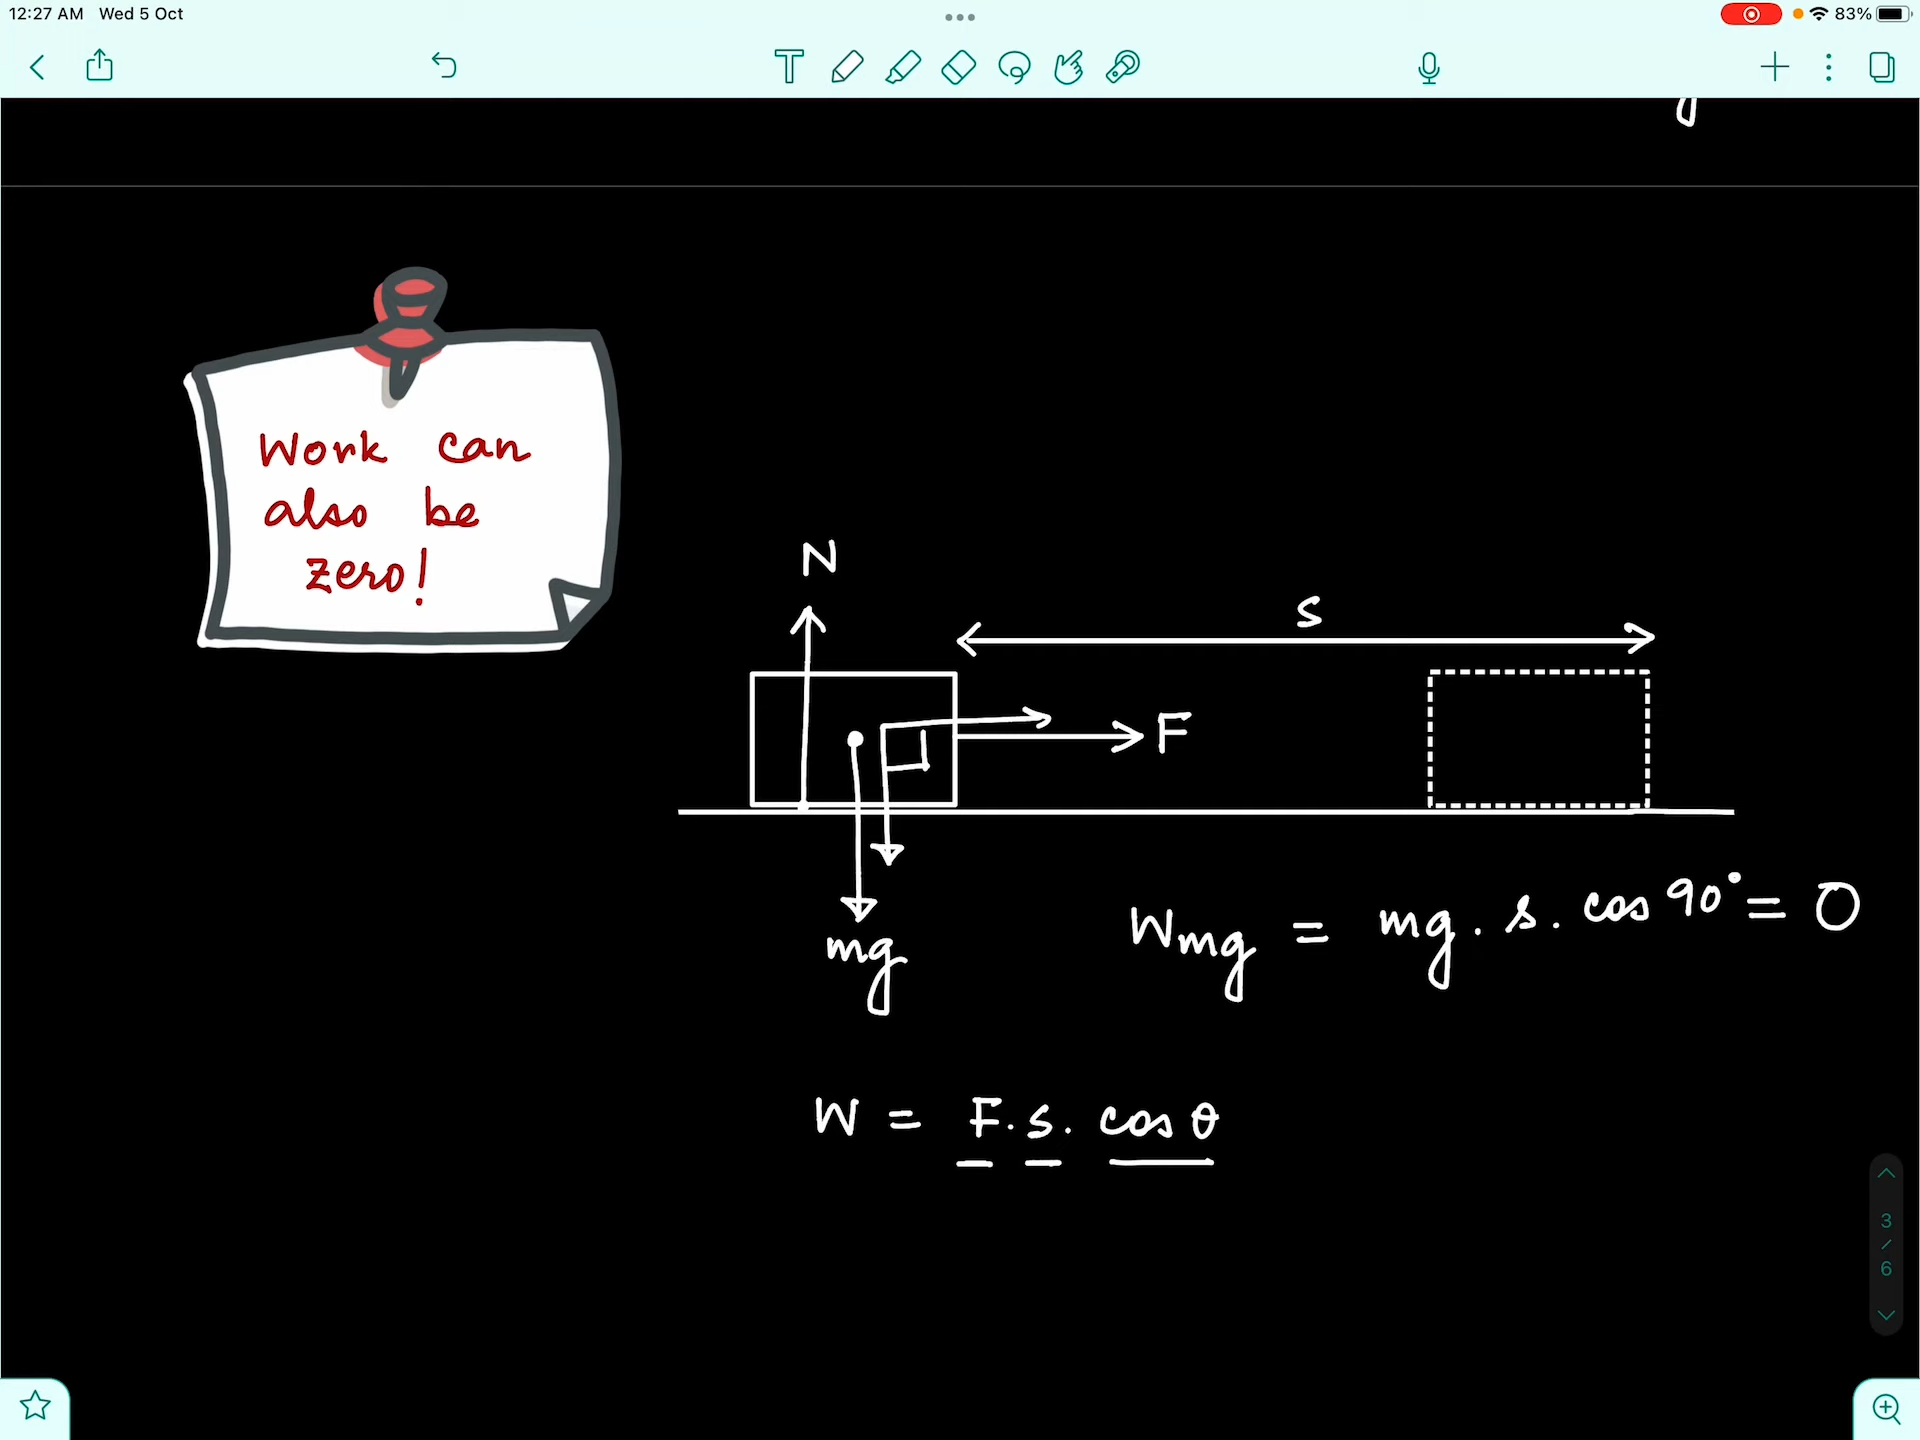 12:27 AM Wed 5 Oct
83%
Work can
also be
zero!
N
s
F
mg
Wmg = mg . s . cos 90° = 0
W = F . s . cos θ
3
/
6